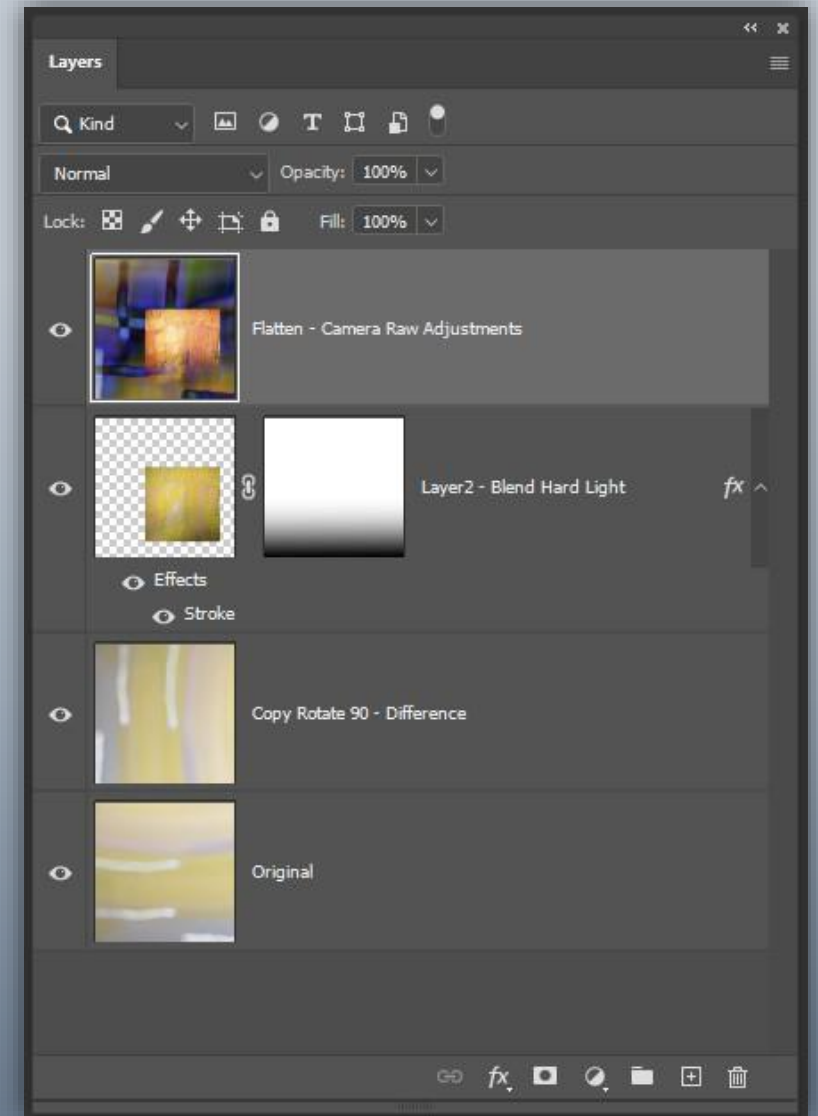 Layers
Kind
Normal Opacity: 100%
Lock: Fill: 100%
Flatten - Camera Raw Adjustments
Layer2 - Blend Hard Light fx
Effects
Stroke
Copy Rotate 90 - Difference
Original
fx